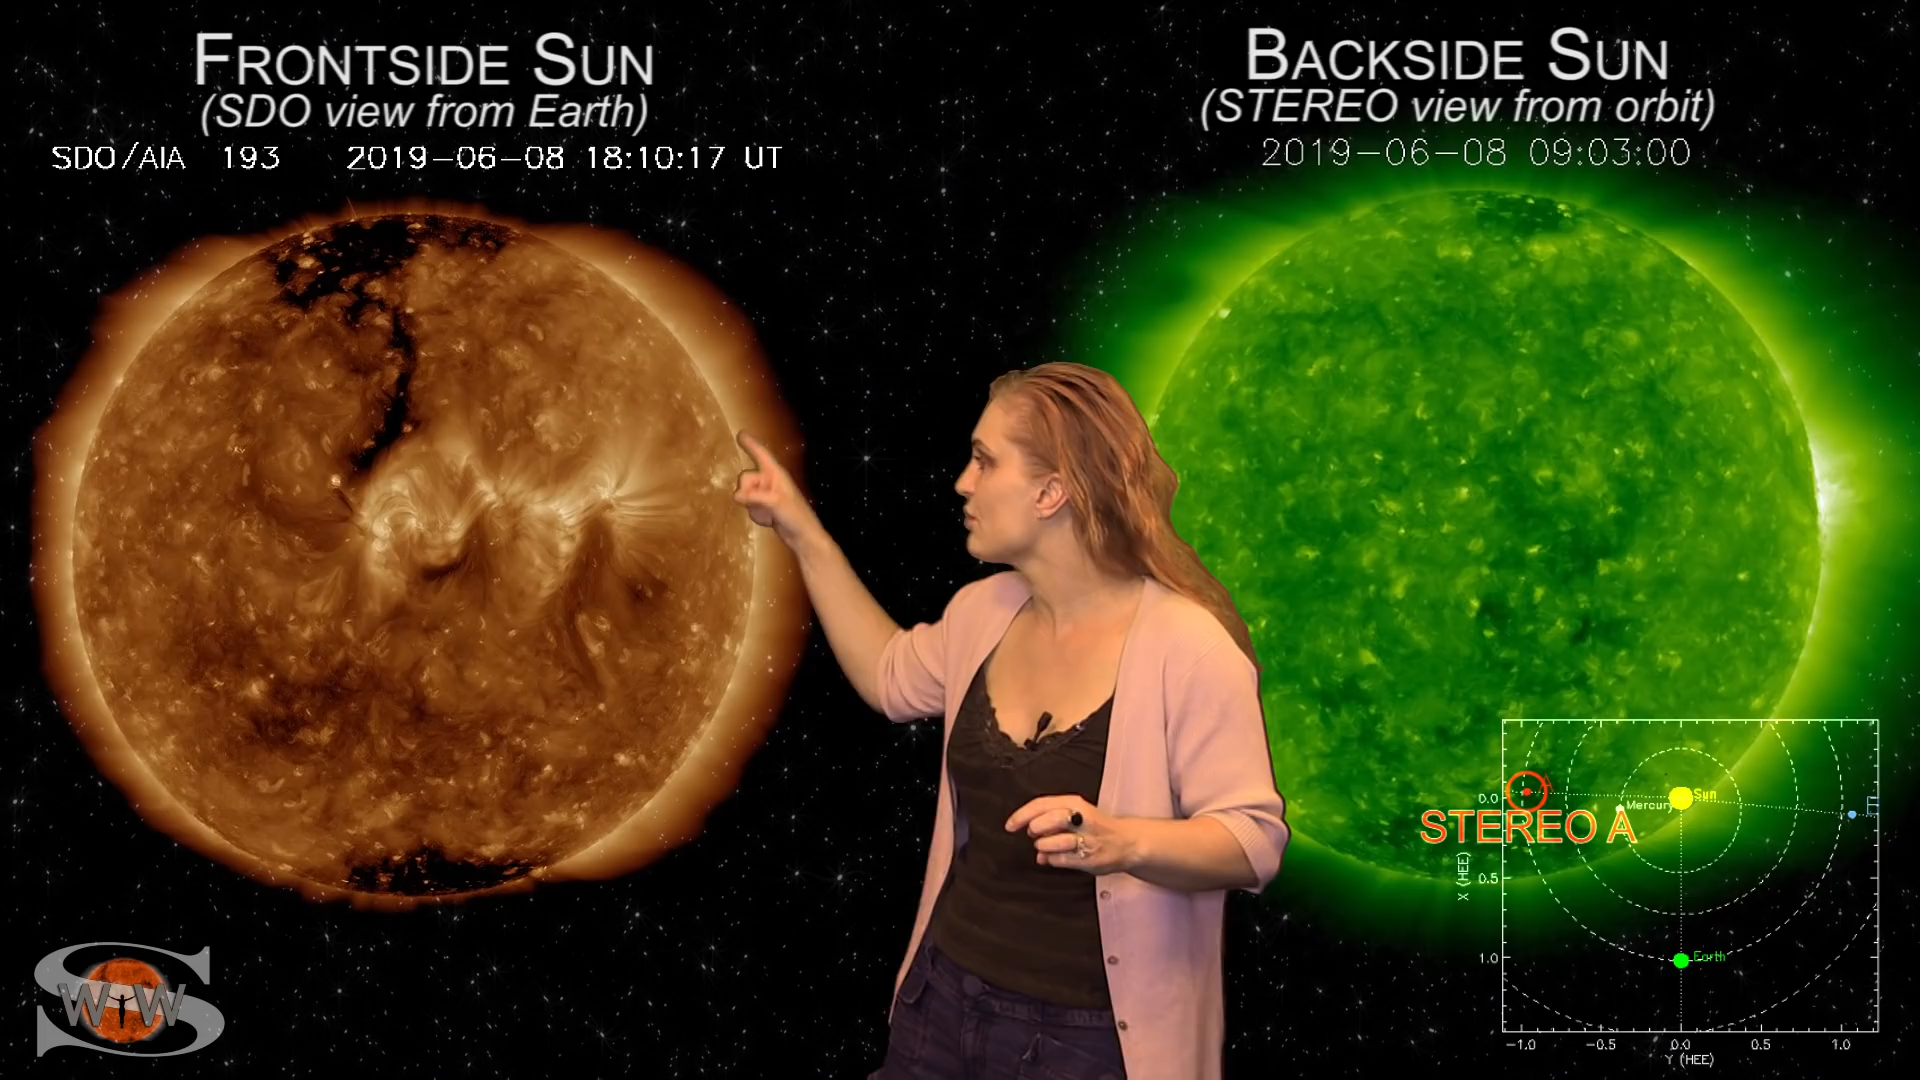 FRONTSIDE SUN
(SDO view from Earth)
SDO/AIA 193 2019-06-08 18:10:17 UT
BACKSIDE SUN
(STEREO view from orbit)
2019-06-08 09:03:00
A
Sun
Mercury
STEREO A
Earth
0.0
0.5
1.0
X (HEE)
-1.0 -0.5 0.0 0.5 1.0
Y (HEE)
S
WTW